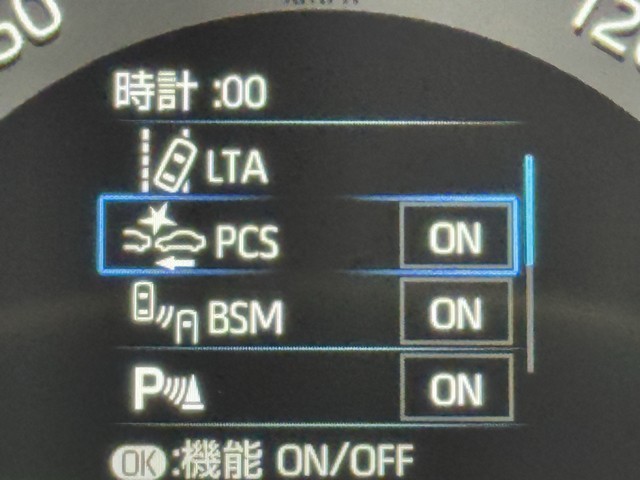 時計 :00
LTA
PCS ON
BSM ON
P ON
OK :機能 ON/OFF